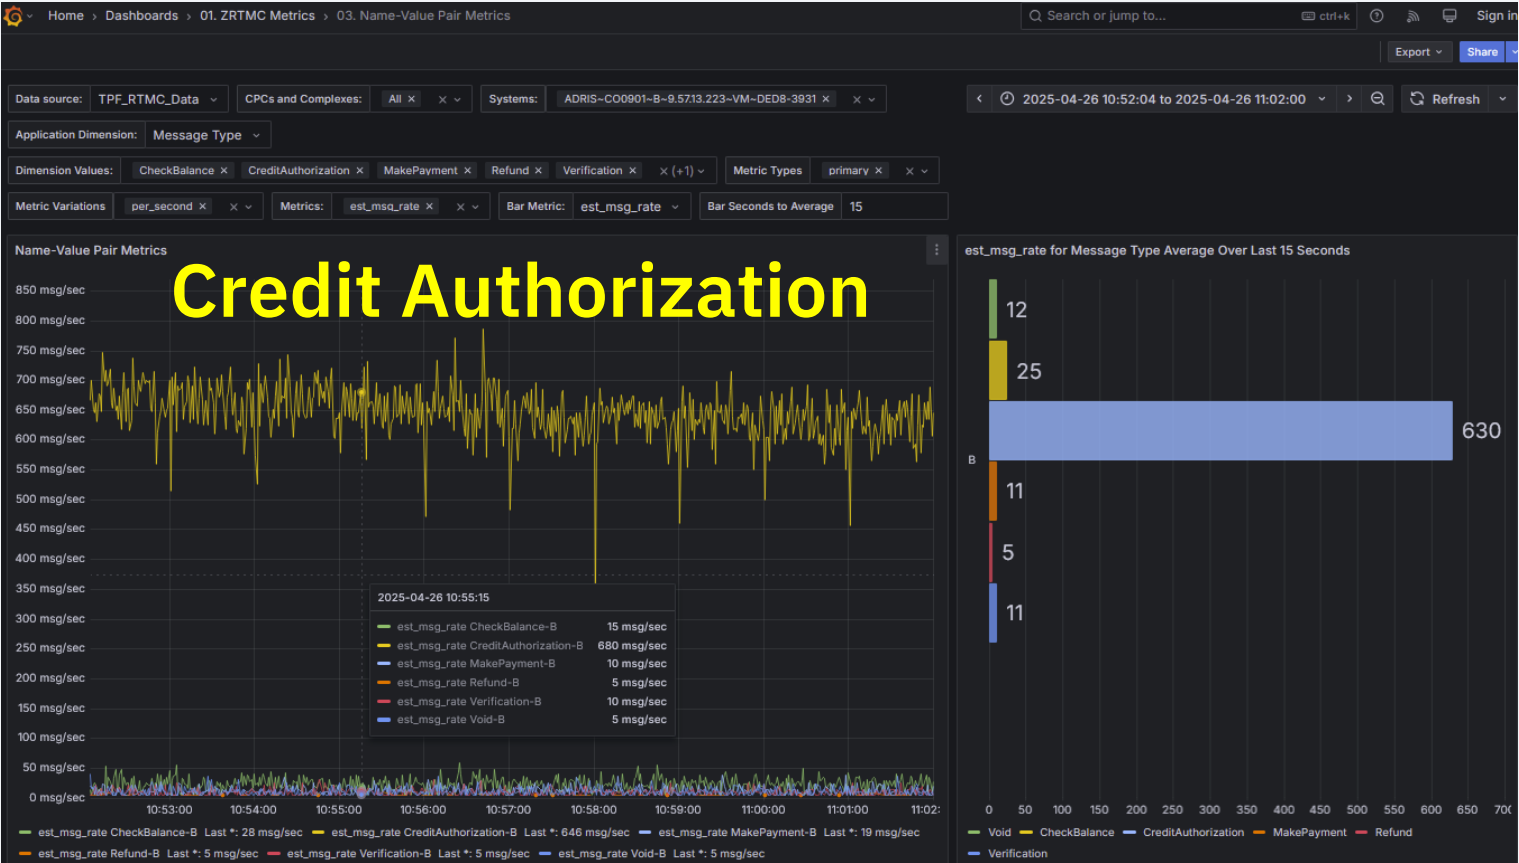 Home › Dashboards › 01. ZRTMC Metrics › 03. Name-Value Pair Metrics
Search or jump to...
ctrl+k
Sign in
Export
Share
Data source: TPF_RTMC_Data
CPCs and Complexes: All ×
Systems: ADRIS~CO0901~B~9.57.13.223~VM~DED8-3931 ×
2025-04-26 10:52:04 to 2025-04-26 11:02:00
Refresh
Application Dimension: Message Type
Dimension Values: CheckBalance × CreditAuthorization × MakePayment × Refund × Verification × × (+1)
Metric Types primary ×
Metric Variations per_second ×
Metrics: est_msg_rate ×
Bar Metric: est_msg_rate
Bar Seconds to Average 15
Name-Value Pair Metrics
Credit Authorization
850 msg/sec
800 msg/sec
750 msg/sec
700 msg/sec
650 msg/sec
600 msg/sec
550 msg/sec
500 msg/sec
450 msg/sec
400 msg/sec
350 msg/sec
300 msg/sec
250 msg/sec
200 msg/sec
150 msg/sec
100 msg/sec
50 msg/sec
0 msg/sec
2025-04-26 10:55:15
est_msg_rate CheckBalance-B 15 msg/sec
est_msg_rate CreditAuthorization-B 680 msg/sec
est_msg_rate MakePayment-B 10 msg/sec
est_msg_rate Refund-B 5 msg/sec
est_msg_rate Verification-B 10 msg/sec
est_msg_rate Void-B 5 msg/sec
10:53:00 10:54:00 10:55:00 10:56:00 10:57:00 10:58:00 10:59:00 11:00:00 11:01:00 11:02:
est_msg_rate CheckBalance-B Last *: 28 msg/sec est_msg_rate CreditAuthorization-B Last *: 646 msg/sec est_msg_rate MakePayment-B Last *: 19 msg/sec
est_msg_rate Refund-B Last *: 5 msg/sec est_msg_rate Verification-B Last *: 5 msg/sec est_msg_rate Void-B Last *: 5 msg/sec
est_msg_rate for Message Type Average Over Last 15 Seconds
12
25
630
B
11
5
11
0 50 100 150 200 250 300 350 400 450 500 550 600 650 700
Void CheckBalance CreditAuthorization MakePayment Refund
Verification